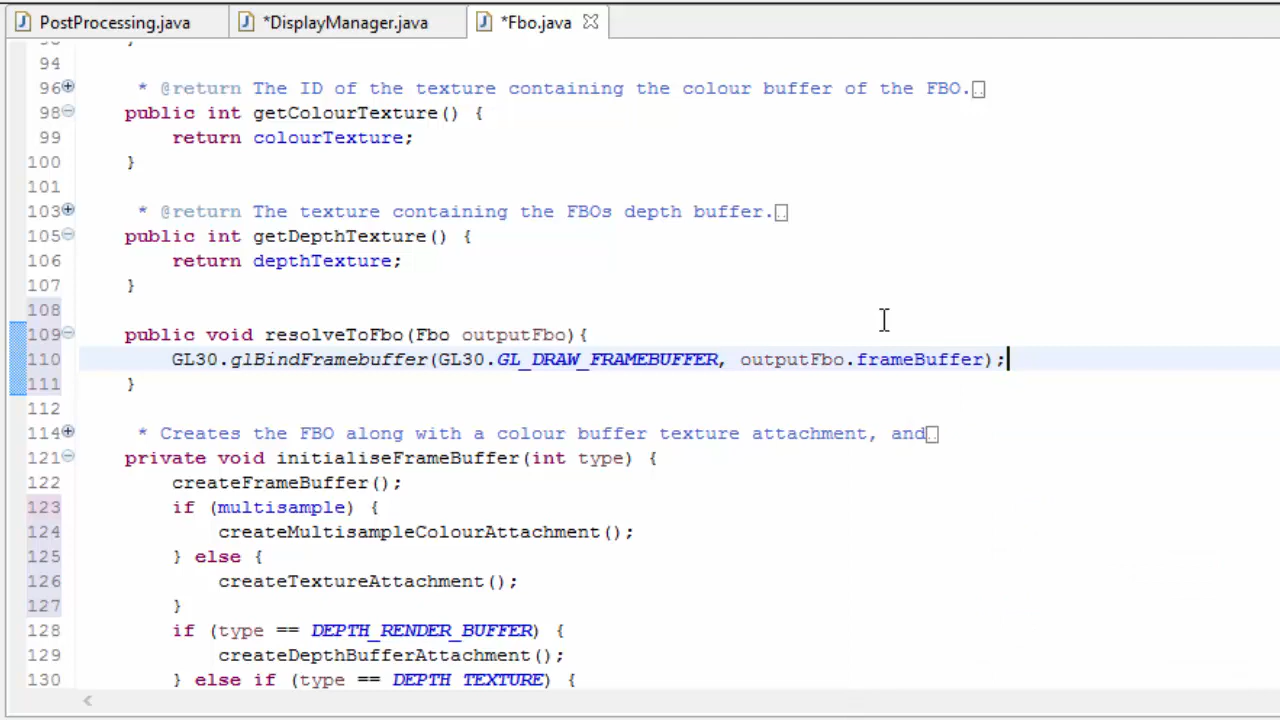 PostProcessing.java *DisplayManager.java *Fbo.java
94
96 * @return The ID of the texture containing the colour buffer of the FBO.
98 public int getColourTexture() {
99 return colourTexture;
100 }
101
103 * @return The texture containing the FBOs depth buffer.
105 public int getDepthTexture() {
106 return depthTexture;
107 }
108
109 public void resolveToFbo(Fbo outputFbo){
110 GL30.glBindFramebuffer(GL30.GL_DRAW_FRAMEBUFFER, outputFbo.frameBuffer);
111 }
112
114 * Creates the FBO along with a colour buffer texture attachment, and
121 private void initialiseFrameBuffer(int type) {
122 createFrameBuffer();
123 if (multisample) {
124 createMultisampleColourAttachment();
125 } else {
126 createTextureAttachment();
127 }
128 if (type == DEPTH_RENDER_BUFFER) {
129 createDepthBufferAttachment();
130 } else if (type == DEPTH_TEXTURE) {